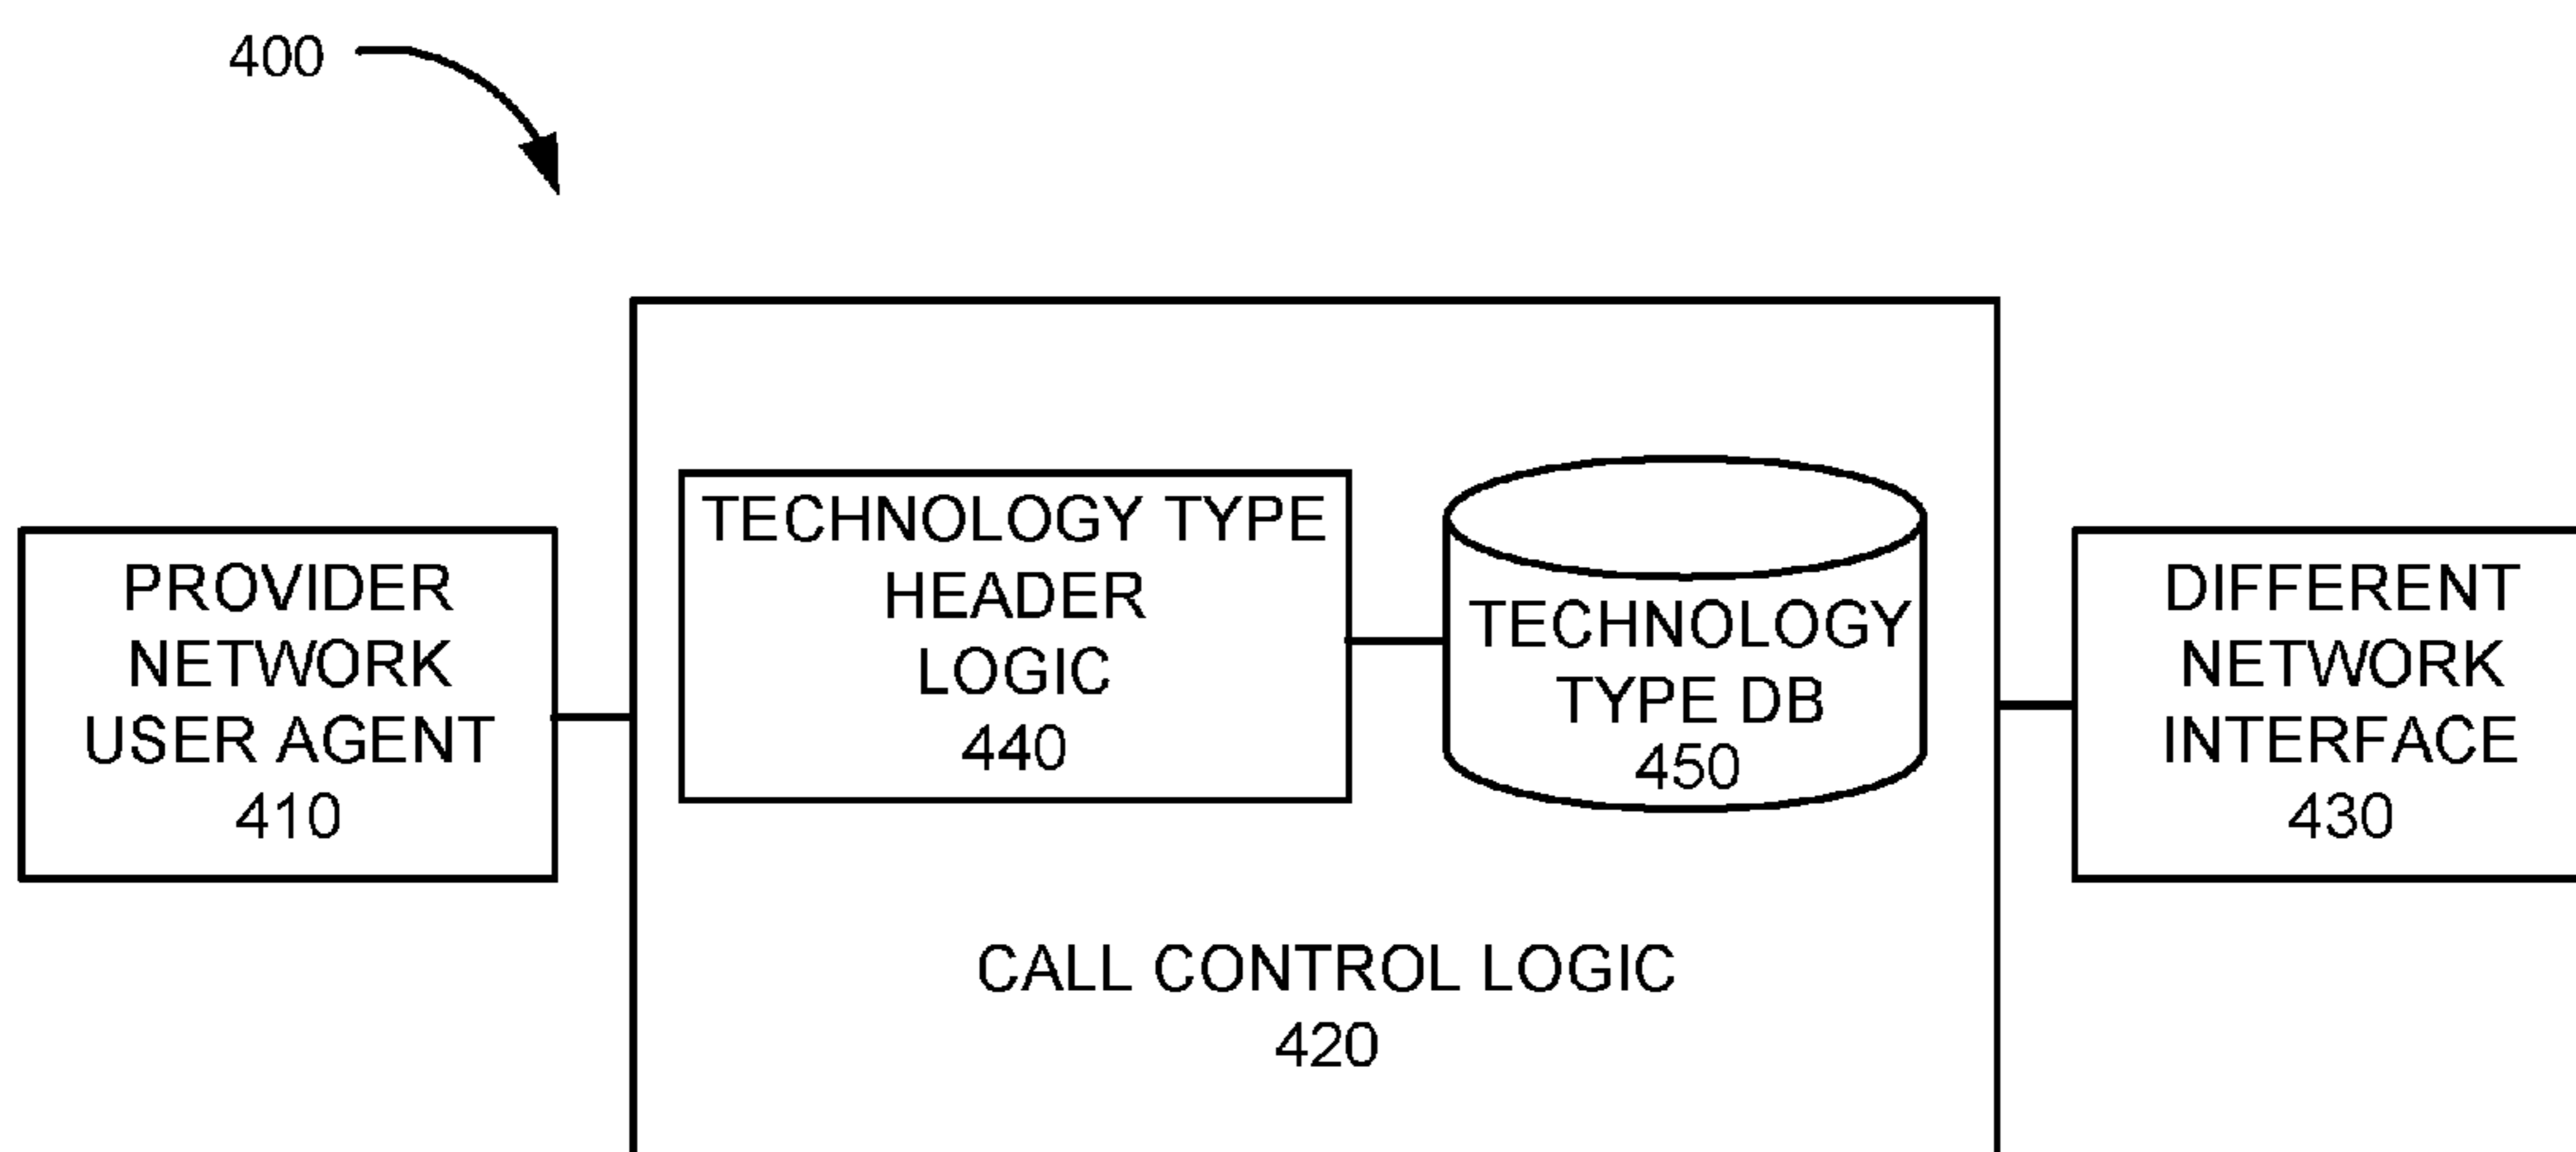 400
PROVIDER
NETWORK
USER AGENT
410
TECHNOLOGY TYPE
HEADER
LOGIC
440
TECHNOLOGY
TYPE DB
450
CALL CONTROL LOGIC
420
DIFFERENT
NETWORK
INTERFACE
430